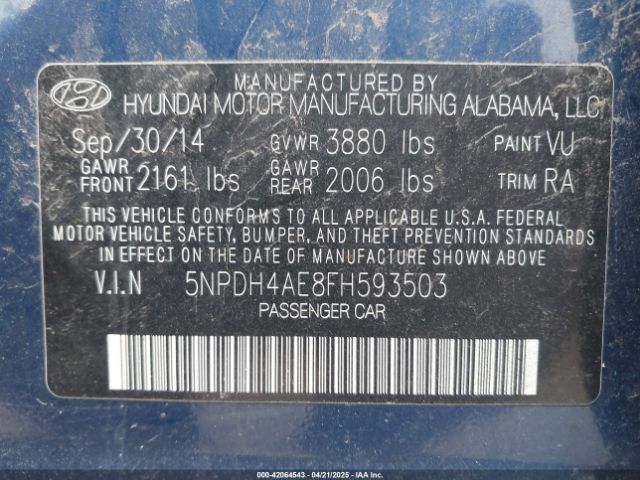 MANUFACTURED BY
HYUNDAI MOTOR MANUFACTURING ALABAMA, LLC
Sep/30/14 GVWR 3880 lbs PAINT VU
GAWR FRONT 2161 lbs GAWR REAR 2006 lbs TRIM RA
THIS VEHICLE CONFORMS TO ALL APPLICABLE U.S.A. FEDERAL
MOTOR VEHICLE SAFETY, BUMPER, AND THEFT PREVENTION STANDARDS
IN EFFECT ON THE DATE OF MANUFACTURE SHOWN ABOVE.
V.I.N 5NPDH4AE8FH593503
PASSENGER CAR
000-42064543 - 04/21/2025 - IAA Inc.